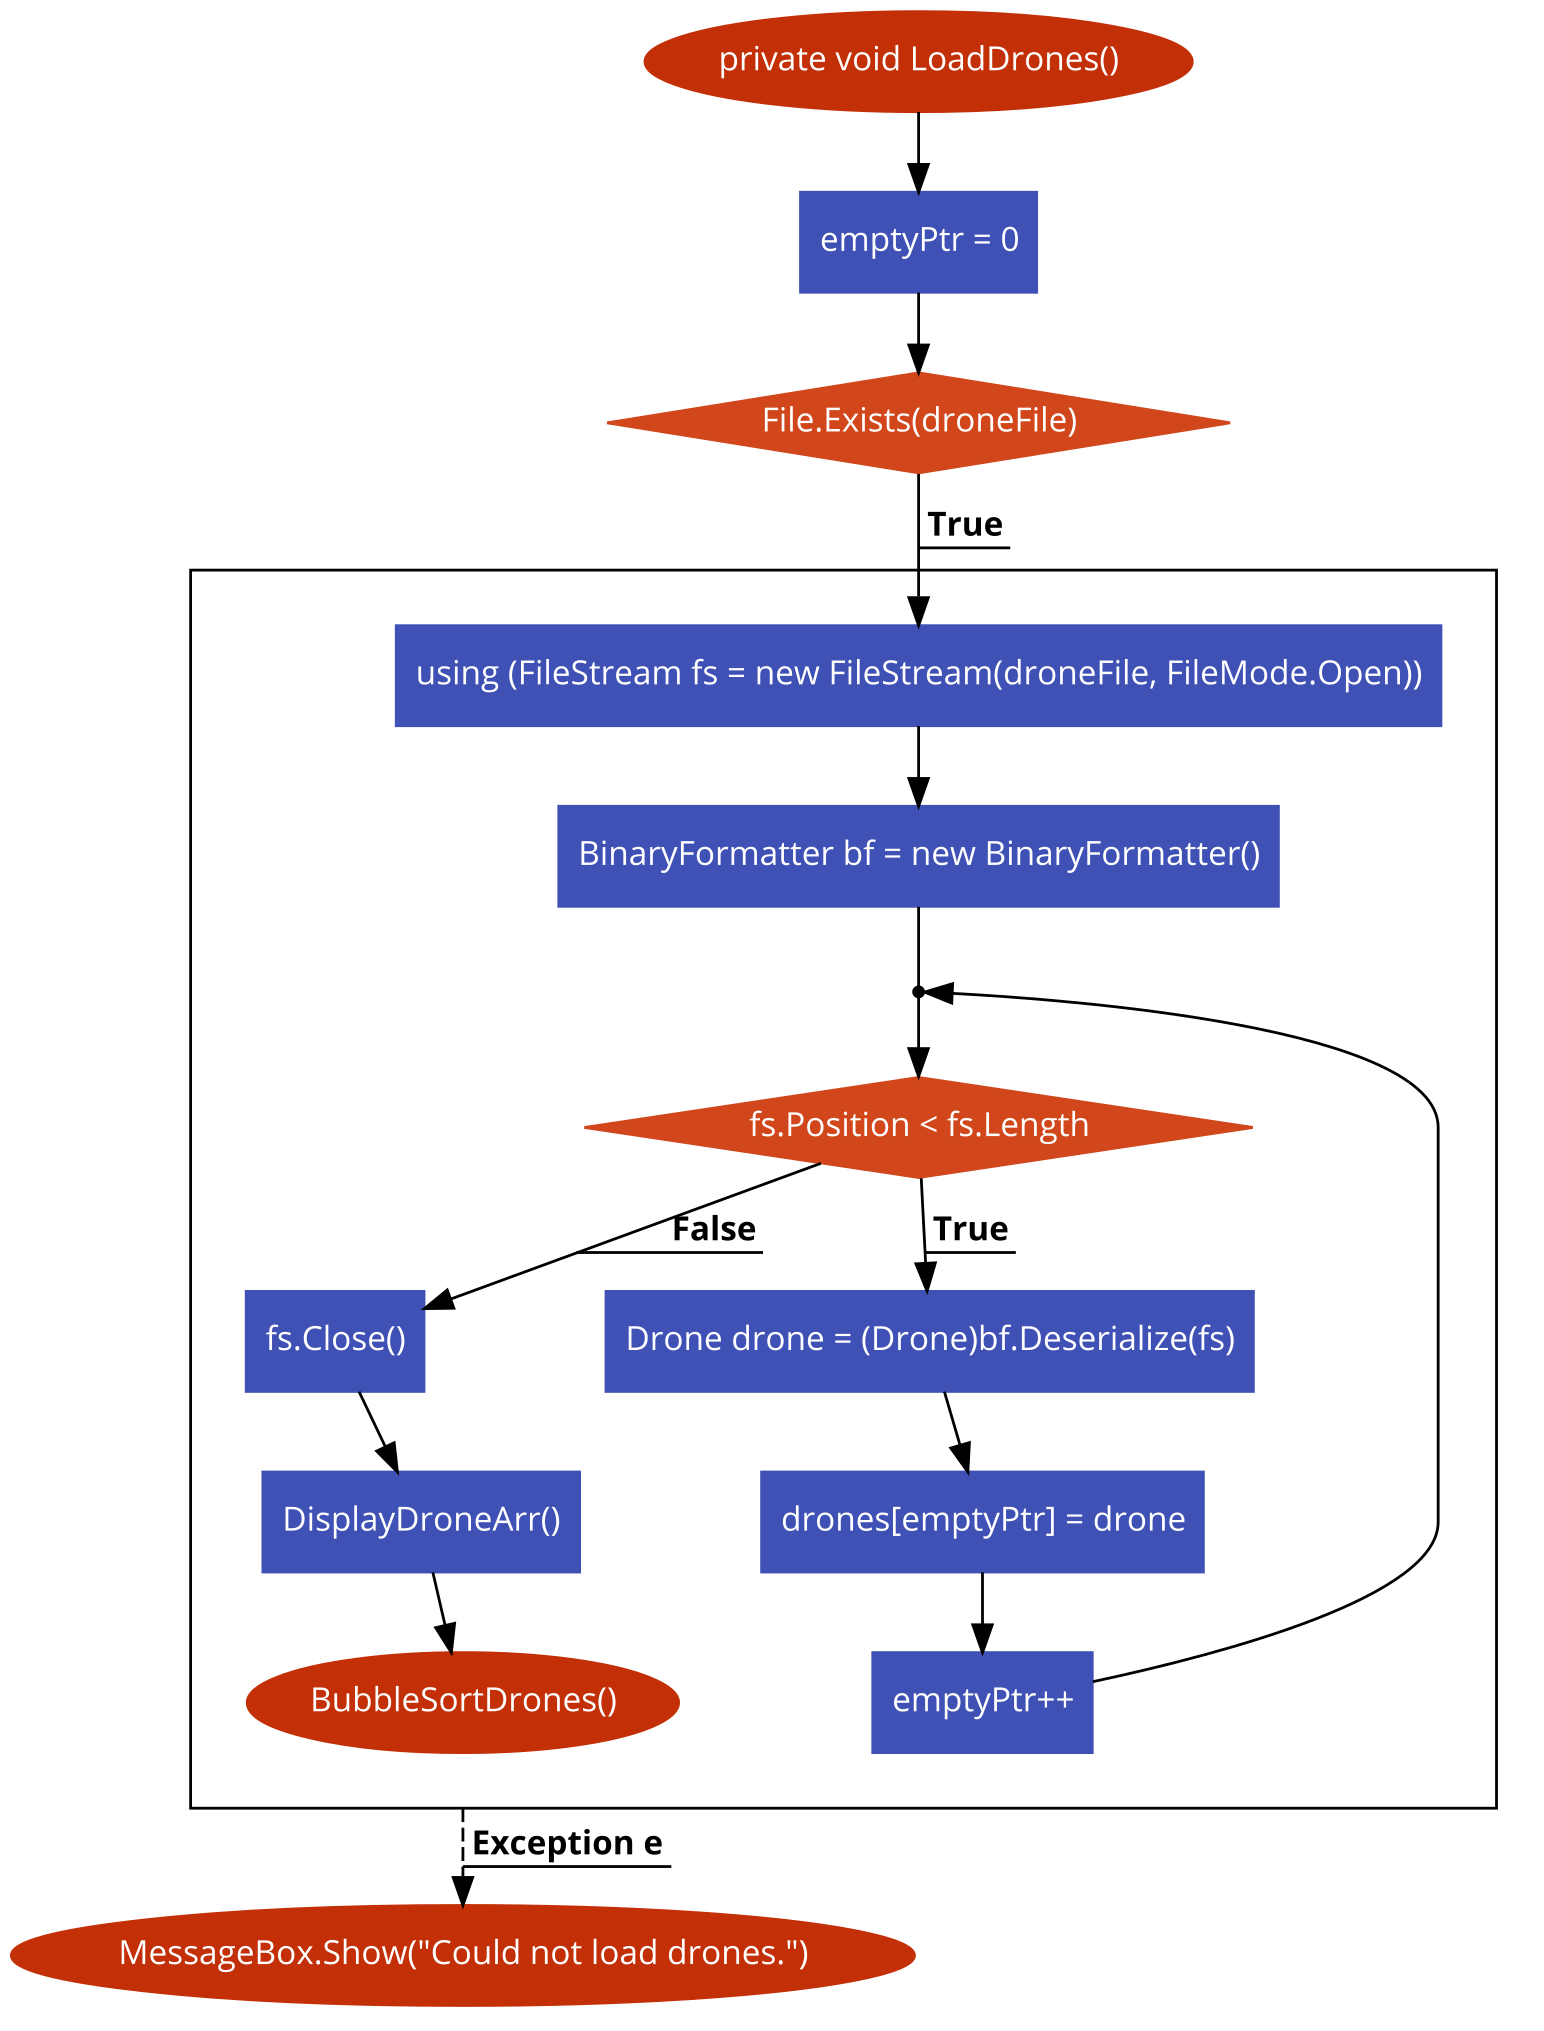 private void LoadDrones()
emptyPtr = 0
File.Exists(droneFile)
True
using (FileStream fs = new FileStream(droneFile, FileMode.Open))
BinaryFormatter bf = new BinaryFormatter()
fs.Position < fs.Length
False
True
fs.Close()
Drone drone = (Drone)bf.Deserialize(fs)
DisplayDroneArr()
drones[emptyPtr] = drone
BubbleSortDrones()
emptyPtr++
Exception e
MessageBox.Show("Could not load drones.")